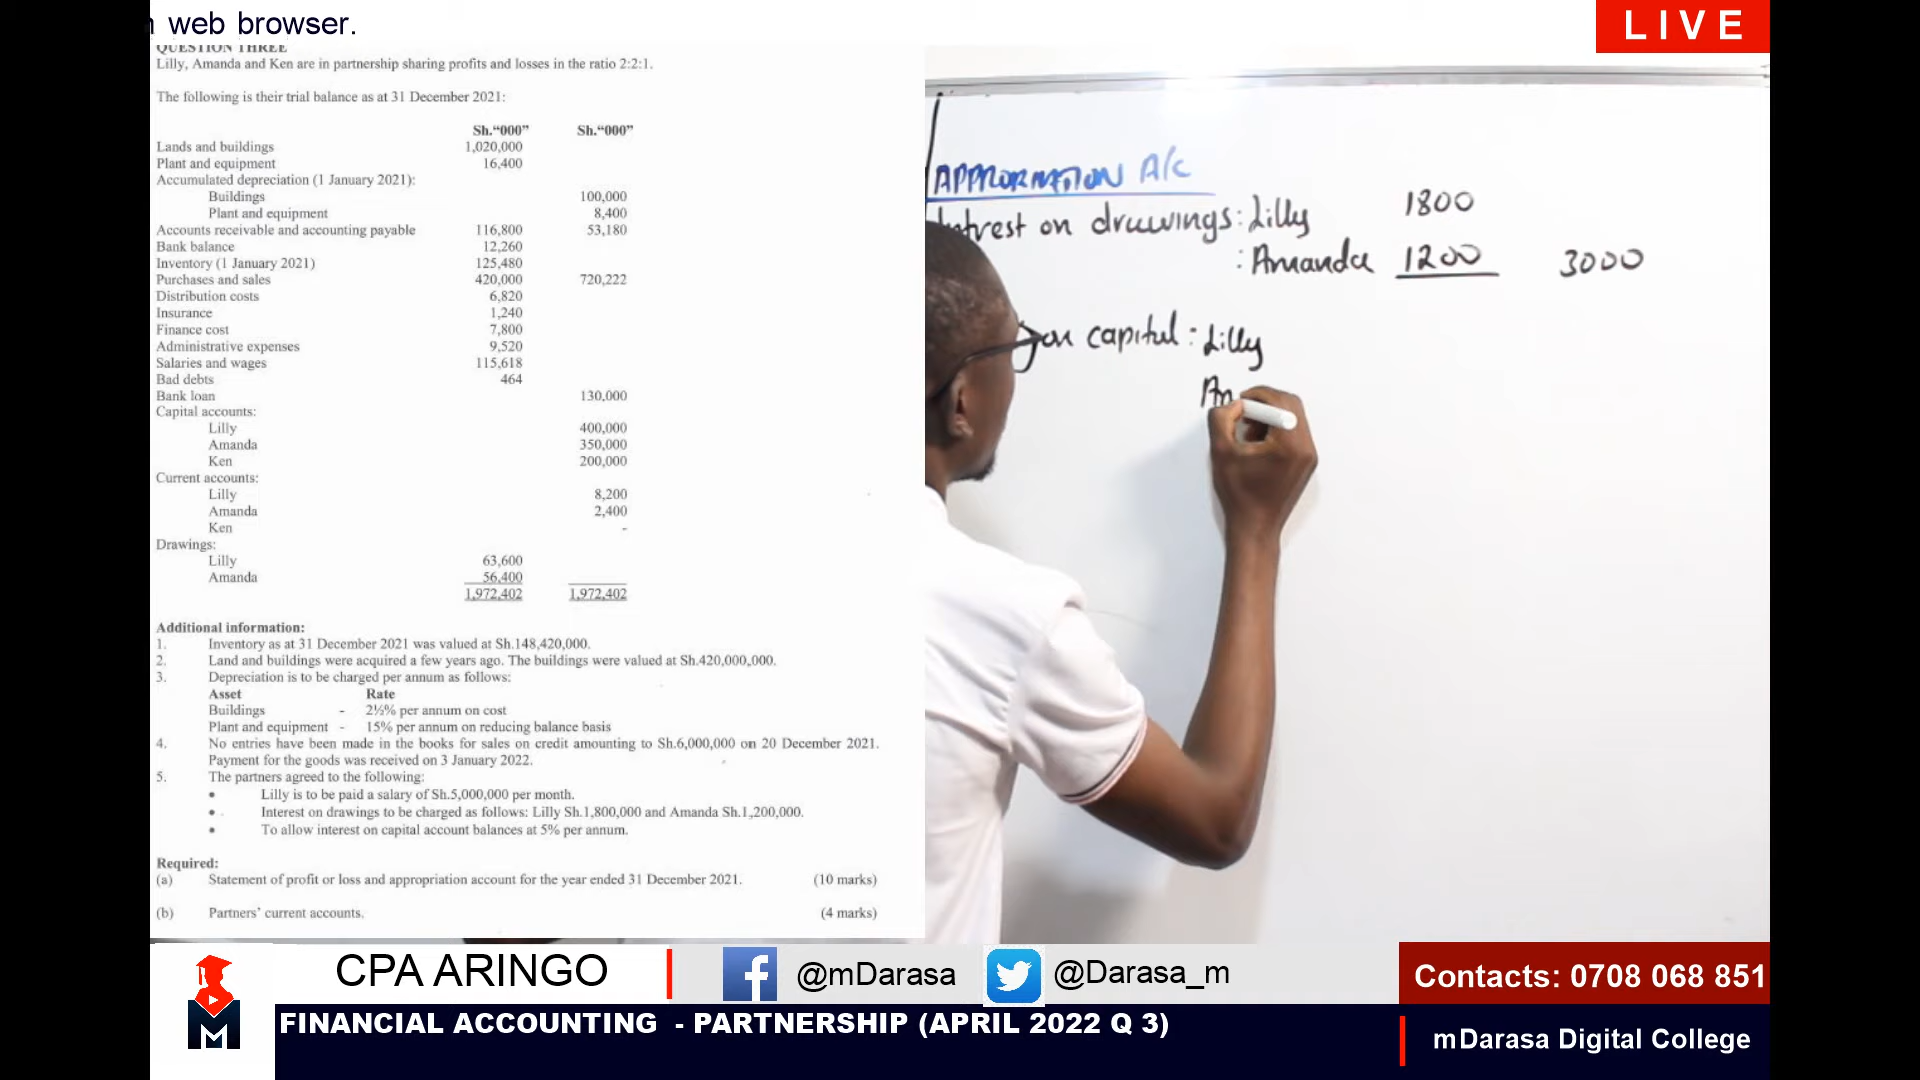 web browser.
LIVE
QUESTION THREE
Lilly, Amanda and Ken are in partnership sharing profits and losses in the ratio 2:2:1.
The following is their trial balance as at 31 December 2021:
Sh."000" Sh."000"
Lands and buildings 1,020,000
Plant and equipment 16,400
Accumulated depreciation (1 January 2021):
Buildings 100,000
Plant and equipment 8,400
Accounts receivable and accounting payable 116,800 53,180
Bank balance 12,260
Inventory (1 January 2021) 125,480
Purchases and sales 420,000 720,222
Distribution costs 6,820
Insurance 1,240
Finance cost 7,800
Administrative expenses 9,520
Salaries and wages 115,618
Bad debts 464
Bank loan 130,000
Capital accounts:
Lilly 400,000
Amanda 350,000
Ken 200,000
Current accounts:
Lilly 8,200
Amanda 2,400
Ken -
Drawings:
Lilly 63,600
Amanda 56,400
1,972,402 1,972,402
Additional information:
1. Inventory as at 31 December 2021 was valued at Sh.148,420,000.
2. Land and buildings were acquired a few years ago. The buildings were valued at Sh.420,000,000.
3. Depreciation is to be charged per annum as follows:
Asset Rate
Buildings - 2½% per annum on cost
Plant and equipment - 15% per annum on reducing balance basis
4. No entries have been made in the books for sales on credit amounting to Sh.6,000,000 on 20 December 2021.
Payment for the goods was received on 3 January 2022.
5. The partners agreed to the following:
• Lilly is to be paid a salary of Sh.5,000,000 per month.
• Interest on drawings to be charged as follows: Lilly Sh.1,800,000 and Amanda Sh.1,200,000.
• To allow interest on capital account balances at 5% per annum.
Required:
(a) Statement of profit or loss and appropriation account for the year ended 31 December 2021. (10 marks)
(b) Partners' current accounts. (4 marks)
A/c
on drawings: Lilly 1800
: Amanda 1200 3000
on capital: Lilly
Am
CPA ARINGO
@mDarasa
@Darasa_m
Contacts: 0708 068 851
M
FINANCIAL ACCOUNTING - PARTNERSHIP (APRIL 2022 Q 3)
mDarasa Digital College